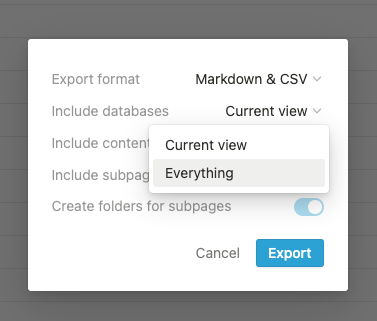 Export format Markdown & CSV
Include databases Current view
Include content
Current view
Everything
Include subpag
Create folders for subpages
Cancel Export